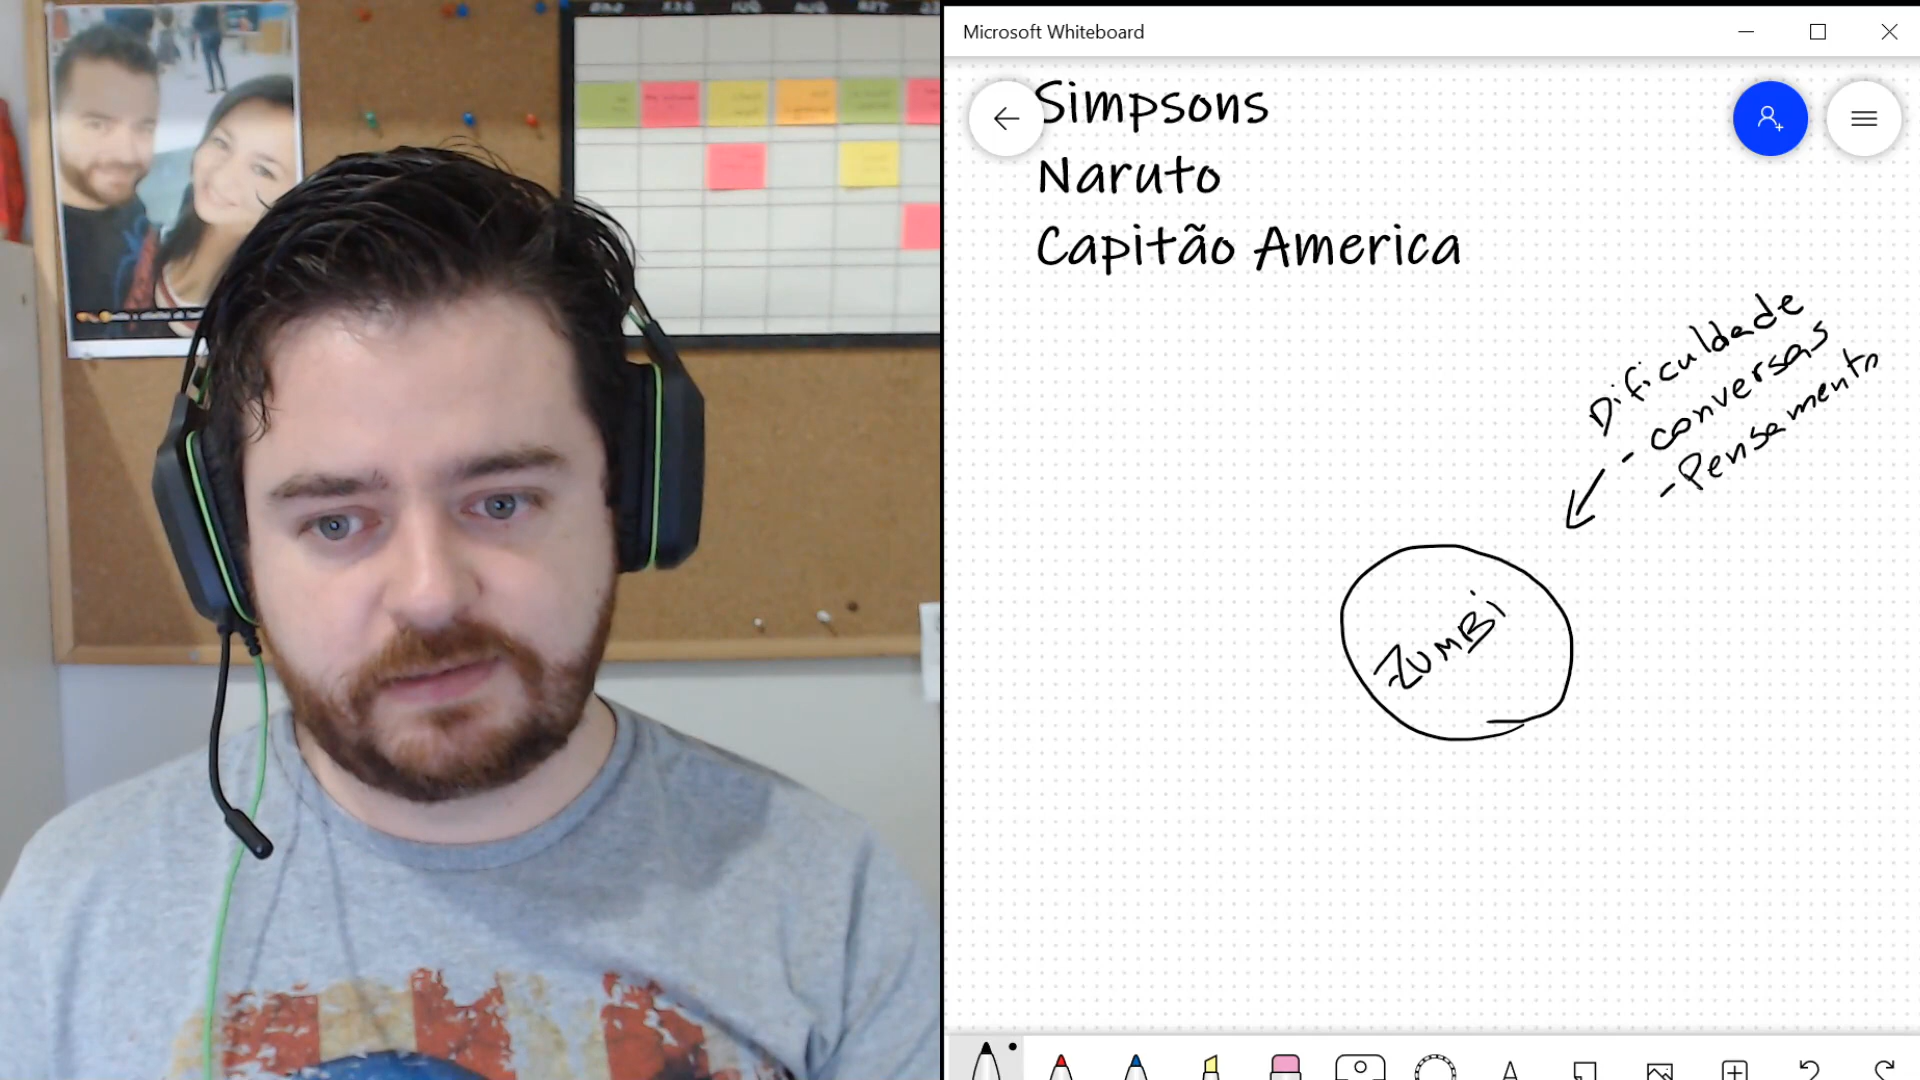 Microsoft Whiteboard
Simpsons
Naruto
Capitão America
Dificuldade
- conversas
- Pensamento
ZUMBi